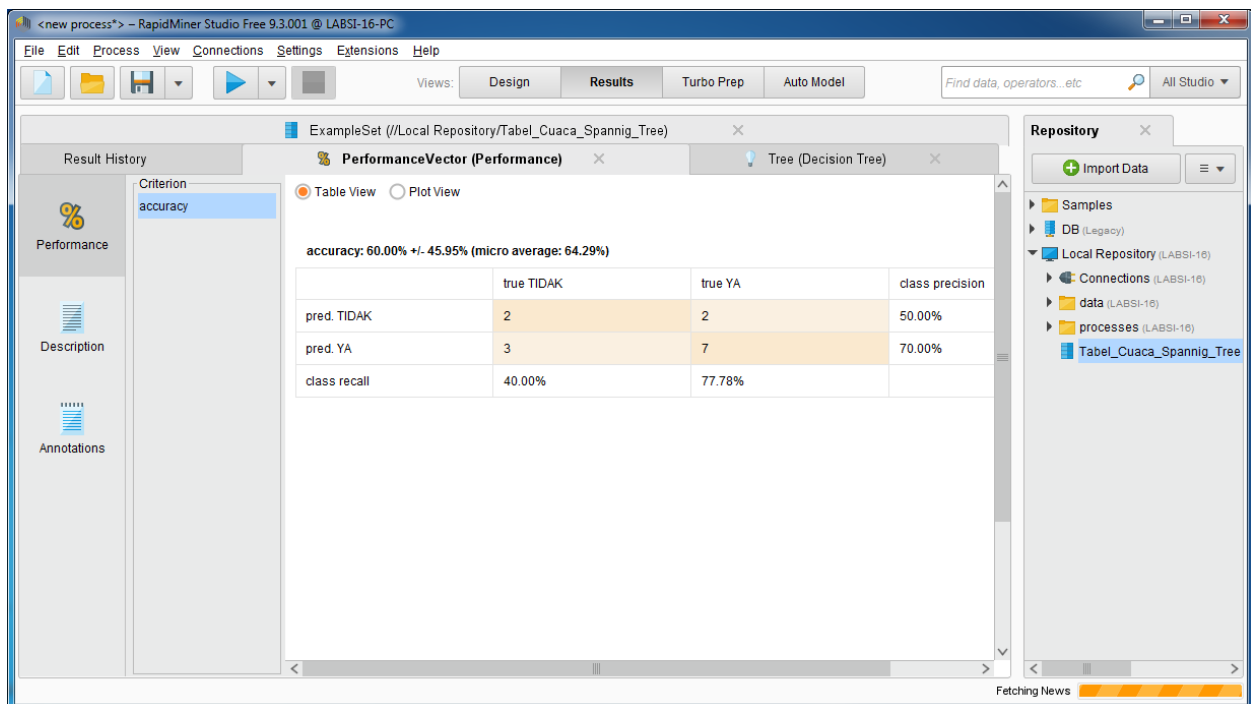 <new process*> – RapidMiner Studio Free 9.3.001 @ LABSI-16-PC
File Edit Process View Connections Settings Extensions Help
Views: Design Results Turbo Prep Auto Model Find data, operators...etc All Studio
ExampleSet (//Local Repository/Tabel_Cuaca_Spannig_Tree)
Result History PerformanceVector (Performance) Tree (Decision Tree)
Performance
Description
Annotations
Criterion
accuracy
Table View Plot View
accuracy: 60.00% +/- 45.95% (micro average: 64.29%)
true TIDAK true YA class precision
pred. TIDAK 2 2 50.00%
pred. YA 3 7 70.00%
class recall 40.00% 77.78%
Repository
Import Data
Samples
DB (Legacy)
Local Repository (LABSI-16)
Connections (LABSI-16)
data (LABSI-16)
processes (LABSI-16)
Tabel_Cuaca_Spannig_Tree
Fetching News